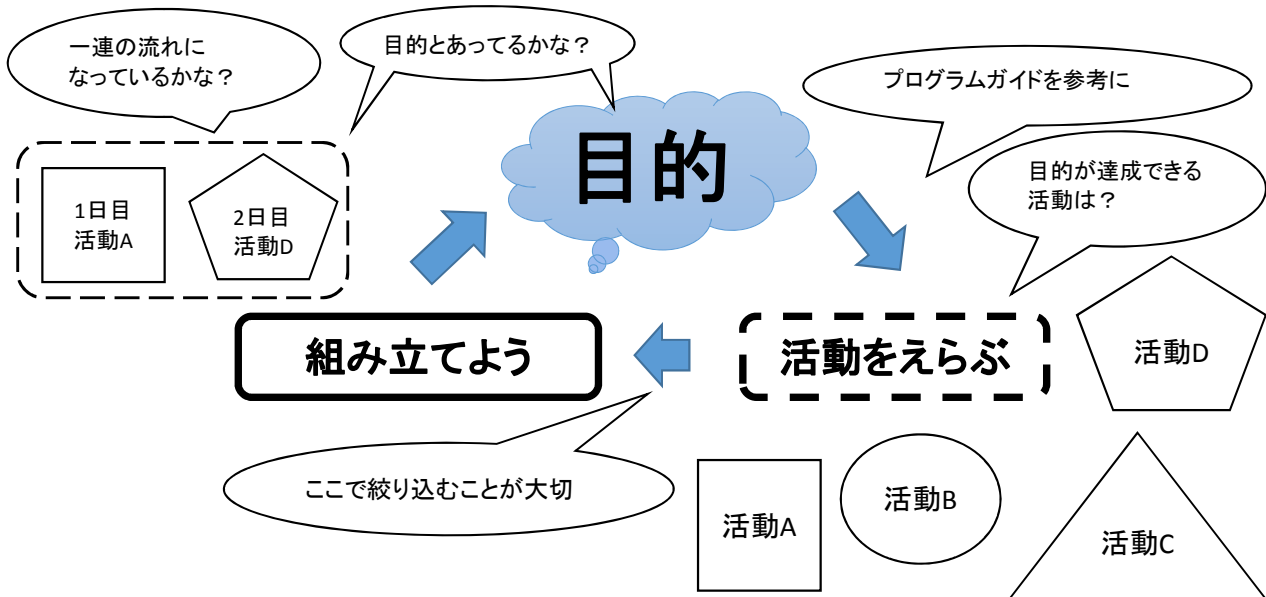 一連の流れに
なっているかな？
目的とあってるかな？
プログラムガイドを参考に
目的
目的が達成できる
活動は？
1日目
活動A
2日目
活動D
組み立てよう
活動をえらぶ
活動D
ここで絞り込むことが大切
活動A
活動B
活動C